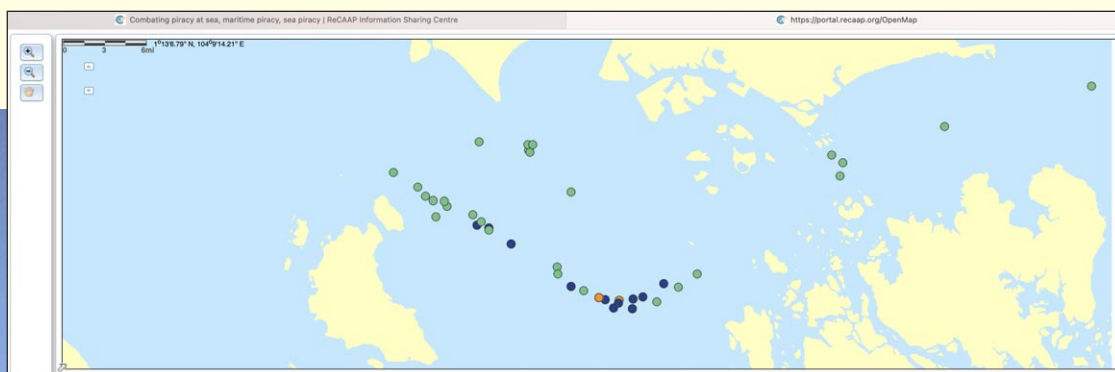 Combating piracy at sea, maritime piracy, sea piracy | ReCAAP Information Sharing Centre
https://portal.recaap.org/OpenMap
0 3 6mi
1°13'6.79" N, 104°9'14.21" E